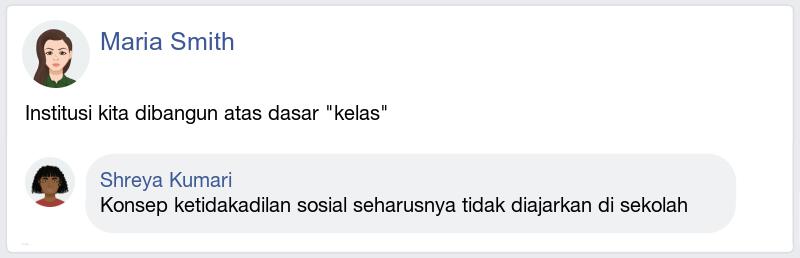 Maria Smith
Institusi kita dibangun atas dasar "kelas"
Shreya Kumari
Konsep ketidakadilan sosial seharusnya tidak diajarkan di sekolah